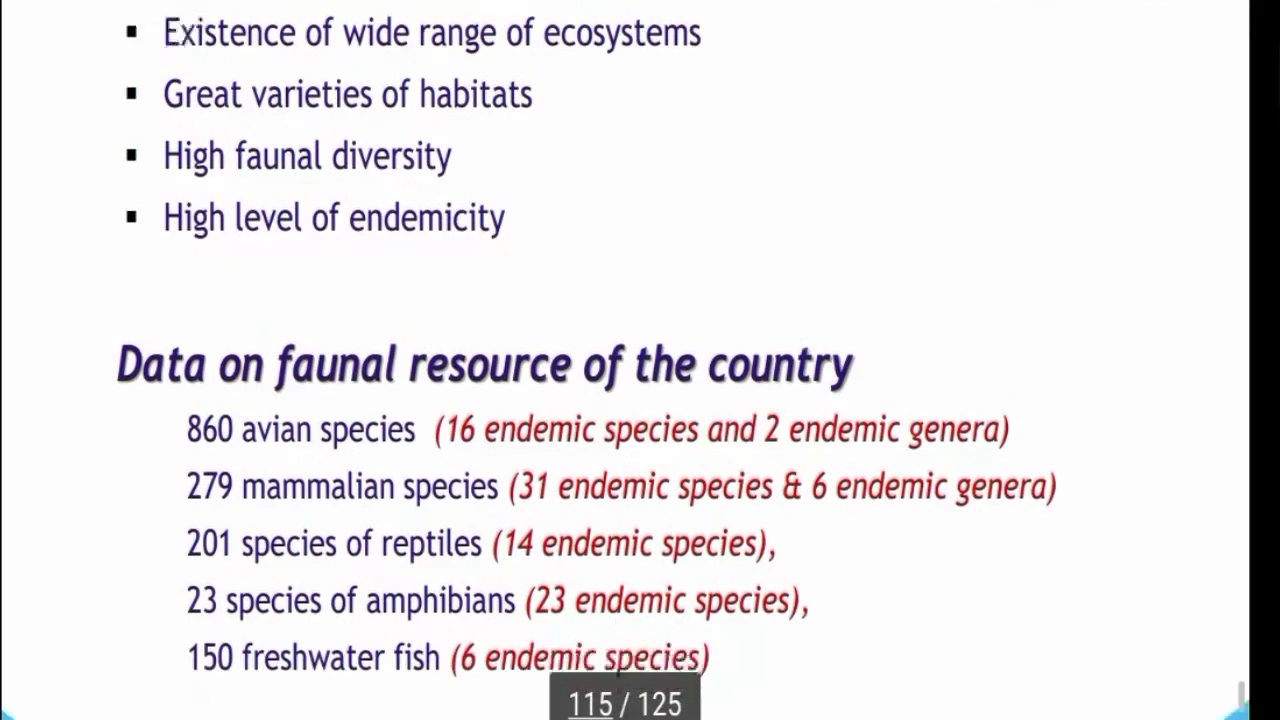 ▪ Existence of wide range of ecosystems
▪ Great varieties of habitats
▪ High faunal diversity
▪ High level of endemicity
Data on faunal resource of the country
860 avian species (16 endemic species and 2 endemic genera)
279 mammalian species (31 endemic species & 6 endemic genera)
201 species of reptiles (14 endemic species),
23 species of amphibians (23 endemic species),
150 freshwater fish (6 endemic species)
115 / 125